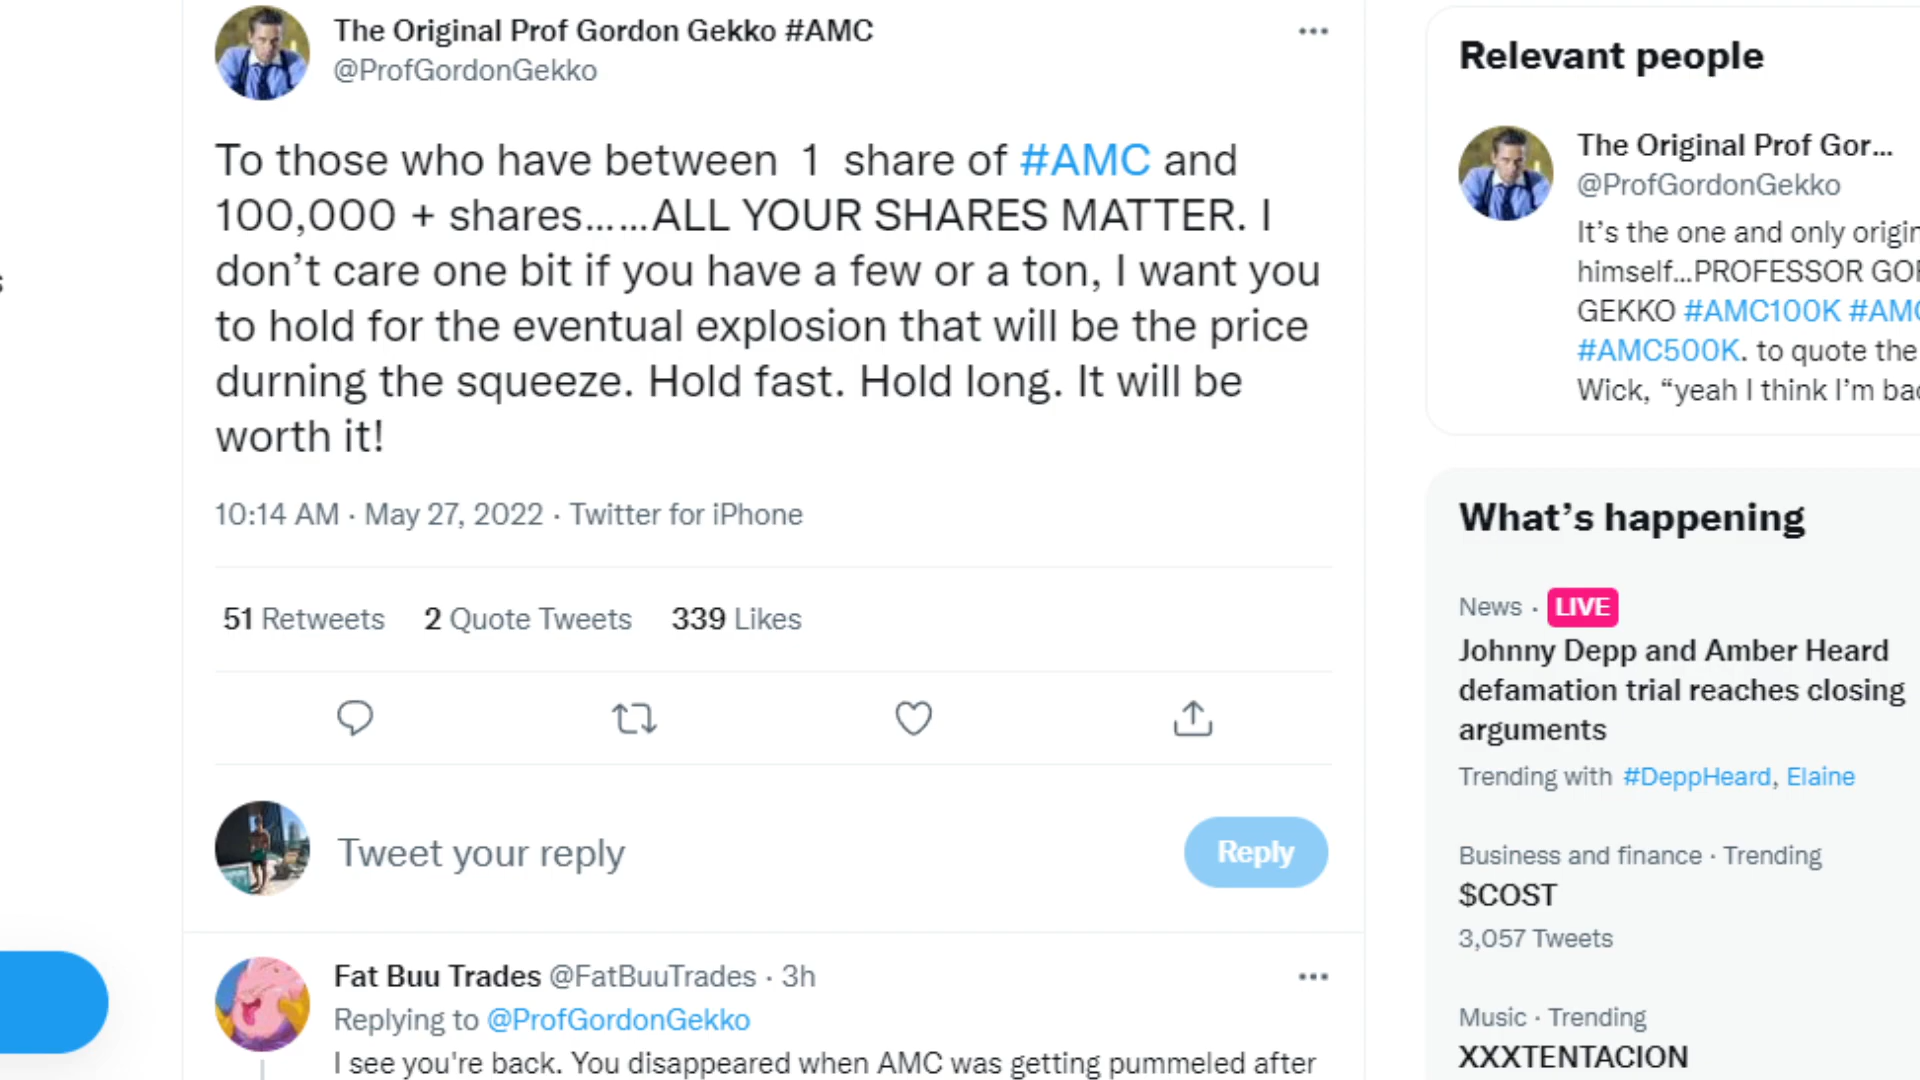 The Original Prof Gordon Gekko #AMC
@ProfGordonGekko
To those who have between 1 share of #AMC and
100,000 + shares……ALL YOUR SHARES MATTER. I
don’t care one bit if you have a few or a ton, I want you
to hold for the eventual explosion that will be the price
durning the squeeze. Hold fast. Hold long. It will be
worth it!
10:14 AM · May 27, 2022 · Twitter for iPhone
51 Retweets 2 Quote Tweets 339 Likes
Tweet your reply
Reply
Fat Buu Trades @FatBuuTrades · 3h
Replying to @ProfGordonGekko
I see you're back. You disappeared when AMC was getting pummeled after
Relevant people
The Original Prof Gor...
@ProfGordonGekko
It’s the one and only
himself...PROFESSOR
GEKKO #AMC100K
#AMC500K. to quote the
Wick, “yeah I think I’m
What’s happening
News · LIVE
Johnny Depp and Amber Heard
defamation trial reaches closing
arguments
Trending with #DeppHeard, Elaine
Business and finance · Trending
$COST
3,057 Tweets
Music · Trending
XXXTENTACION